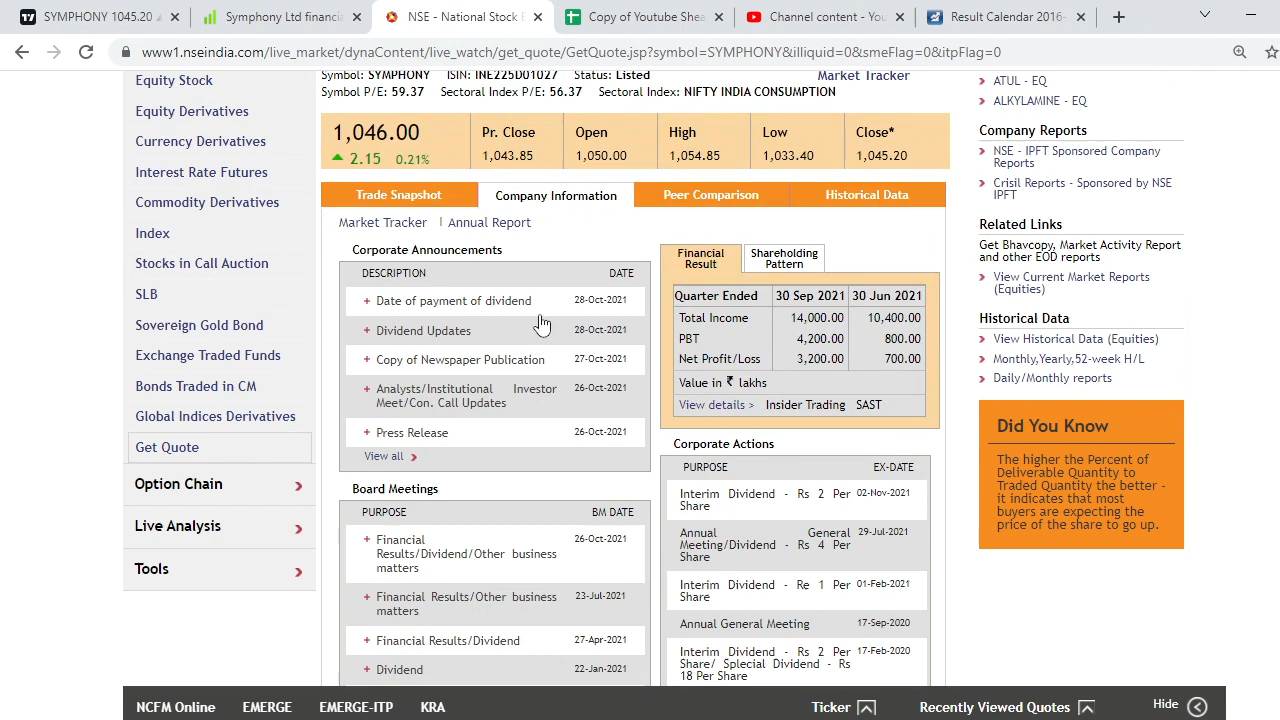 SYMPHONY 1045.20
Symphony Ltd financia
NSE - National Stock E
Copy of Youtube Shea
Channel content - You
Result Calendar 2016-
www1.nseindia.com/live_market/dynaContent/live_watch/get_quote/GetQuote.jsp?symbol=SYMPHONY&illiquid=0&smeFlag=0&itpFlag=0
Equity Stock
Equity Derivatives
Currency Derivatives
Interest Rate Futures
Commodity Derivatives
Index
Stocks in Call Auction
SLB
Sovereign Gold Bond
Exchange Traded Funds
Bonds Traded in CM
Global Indices Derivatives
Get Quote
Option Chain
Live Analysis
Tools
Symbol: SYMPHONY ISIN: INE225D01027 Status: Listed Market Tracker
Symbol P/E: 59.37 Sectoral Index P/E: 56.37 Sectoral Index: NIFTY INDIA CONSUMPTION
1,046.00 Pr. Close Open High Low Close*
2.15 0.21% 1,043.85 1,050.00 1,054.85 1,033.40 1,045.20
Trade Snapshot Company Information Peer Comparison Historical Data
Market Tracker | Annual Report
Corporate Announcements
DESCRIPTION DATE
+ Date of payment of dividend 28-Oct-2021
+ Dividend Updates 28-Oct-2021
+ Copy of Newspaper Publication 27-Oct-2021
+ Analysts/Institutional Investor 26-Oct-2021
Meet/Con. Call Updates
+ Press Release 26-Oct-2021
View all
Board Meetings
PURPOSE BM DATE
+ Financial 26-Oct-2021
Results/Dividend/Other business
matters
+ Financial Results/Other business 23-Jul-2021
matters
+ Financial Results/Dividend 27-Apr-2021
+ Dividend 22-Jan-2021
Financial
Result
Shareholding
Pattern
Quarter Ended 30 Sep 2021 30 Jun 2021
Total Income 14,000.00 10,400.00
PBT 4,200.00 800.00
Net Profit/Loss 3,200.00 700.00
Value in ₹ lakhs
View details > Insider Trading SAST
Corporate Actions
PURPOSE EX-DATE
Interim Dividend - Rs 2 Per 02-Nov-2021
Share
Annual General 29-Jul-2021
Meeting/Dividend - Rs 4 Per
Share
Interim Dividend - Re 1 Per 01-Feb-2021
Share
Annual General Meeting 17-Sep-2020
Interim Dividend - Rs 2 Per 17-Feb-2020
Share/ Splecial Dividend - Rs
18 Per Share
ATUL - EQ
ALKYLAMINE - EQ
Company Reports
NSE - IPFT Sponsored Company
Reports
Crisil Reports - Sponsored by NSE
IPFT
Related Links
Get Bhavcopy, Market Activity Report
and other EOD reports
View Current Market Reports
(Equities)
Historical Data
View Historical Data (Equities)
Monthly,Yearly,52-week H/L
Daily/Monthly reports
Did You Know
The higher the Percent of
Deliverable Quantity to
Traded Quantity the better -
it indicates that most
buyers are expecting the
price of the share to go up.
NCFM Online EMERGE EMERGE-ITP KRA Ticker Recently Viewed Quotes Hide